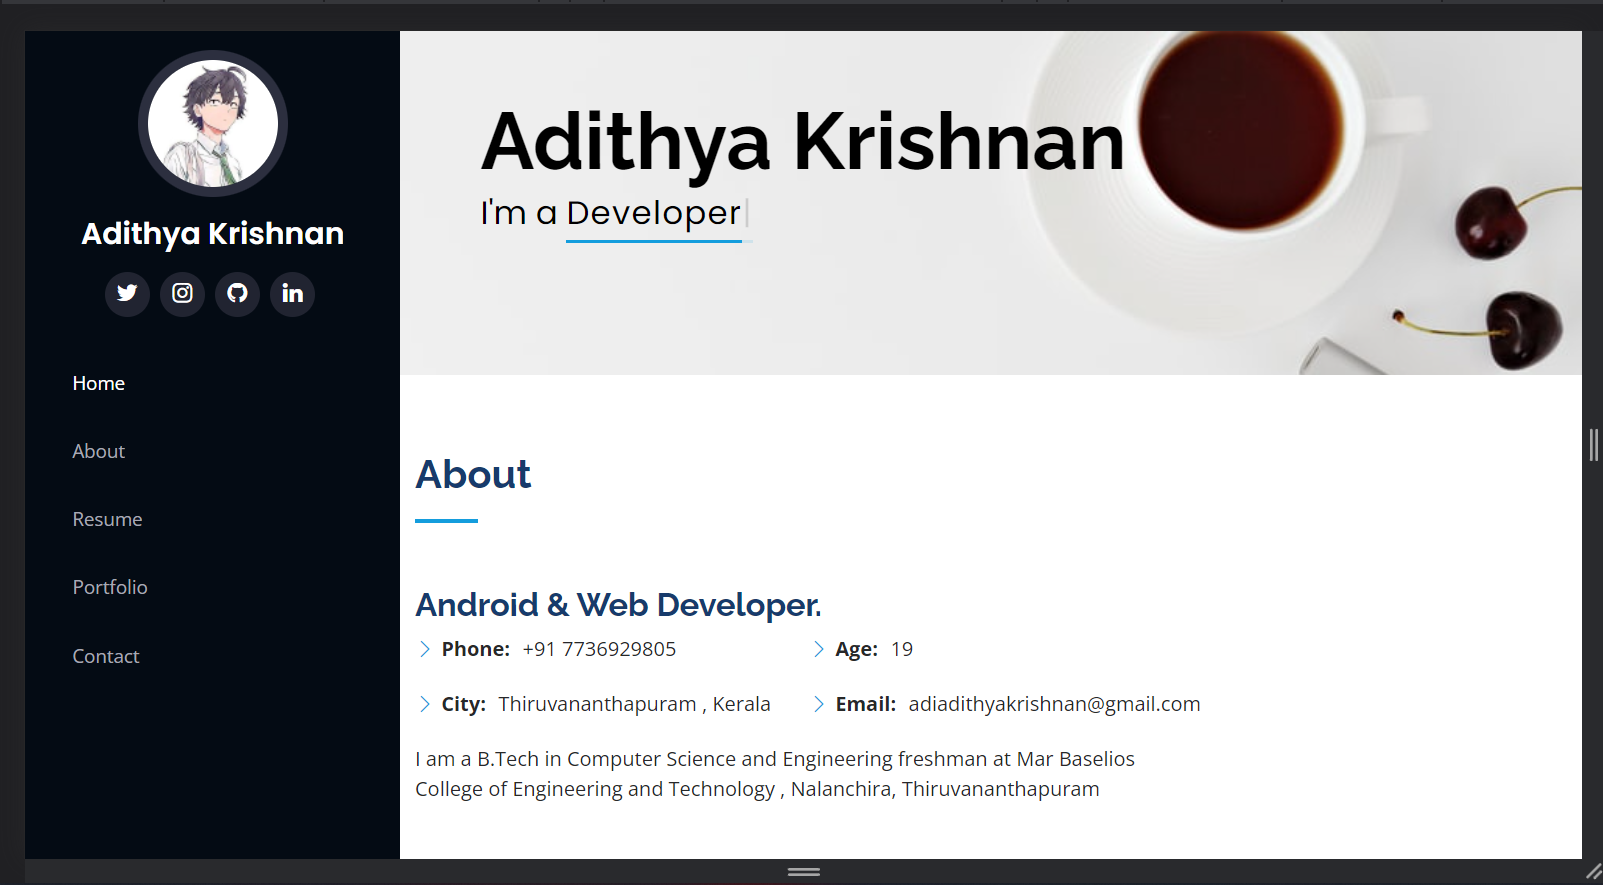 Adithya Krishnan
Home
About
Resume
Portfolio
Contact
Adithya Krishnan
I'm a Developer
About
Android & Web Developer.
Phone: +91 7736929805
Age: 19
City: Thiruvananthapuram , Kerala
Email: adiadithyakrishnan@gmail.com
I am a B.Tech in Computer Science and Engineering freshman at Mar Baselios
College of Engineering and Technology , Nalanchira, Thiruvananthapuram